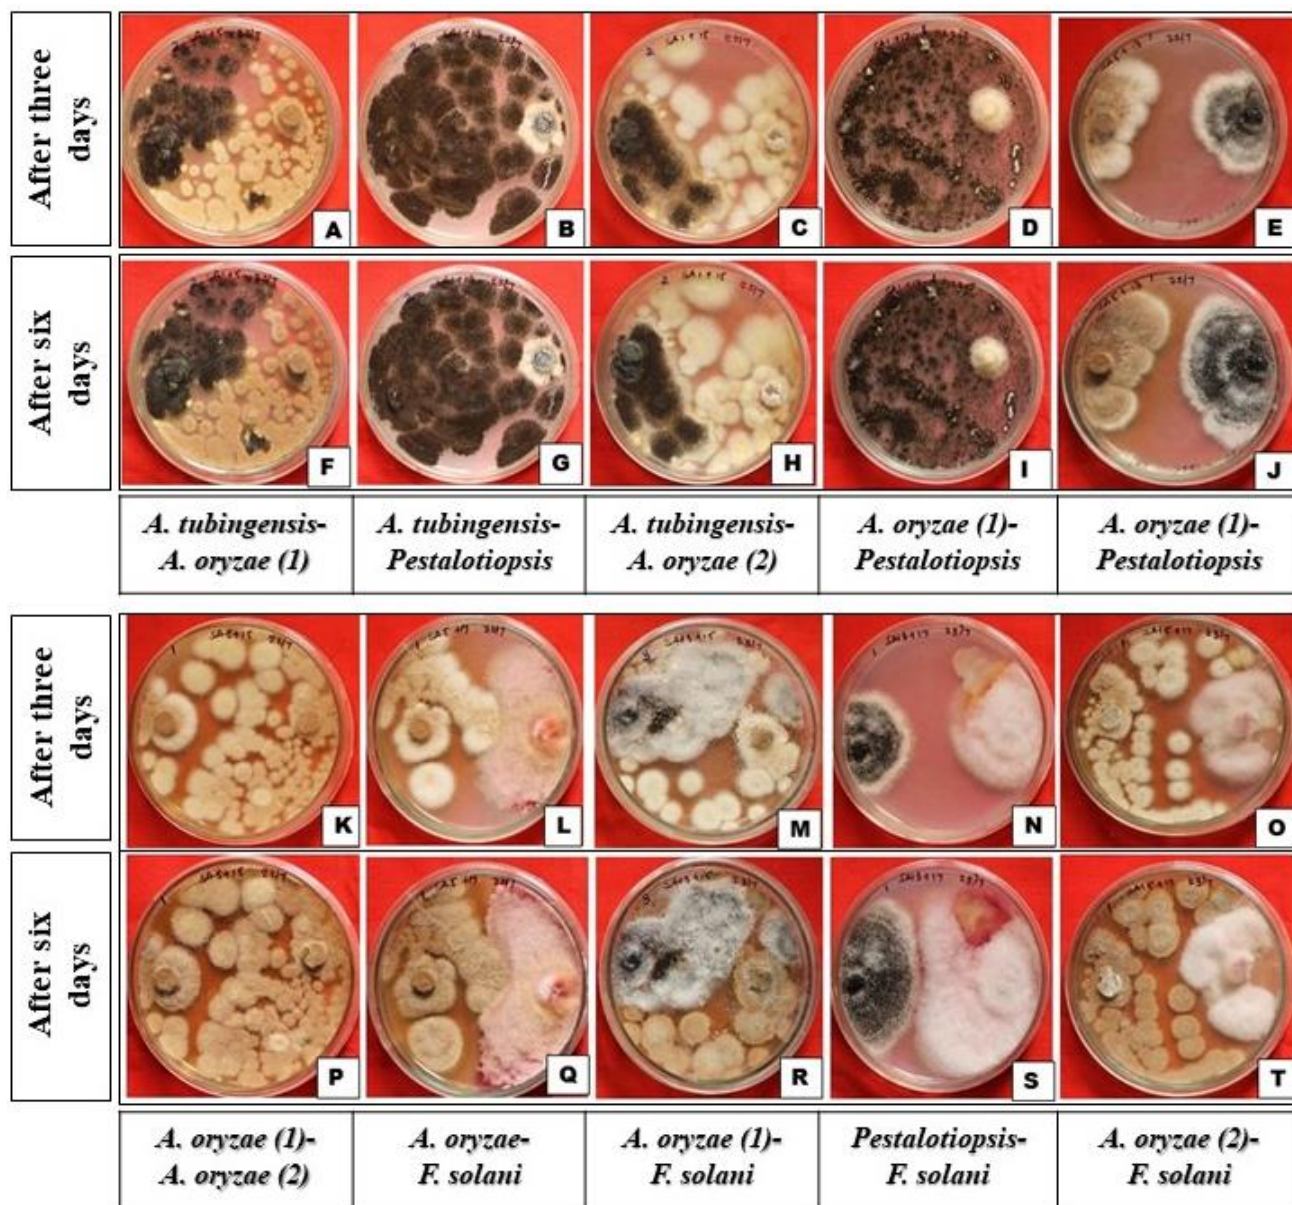 After three
days
A
B
C
D
E
After six
days
F
G
H
I
J
A. tubingensis-
A. oryzae (1)
A. tubingensis-
Pestalotiopsis
A. tubingensis-
A. oryzae (2)
A. oryzae (1)-
Pestalotiopsis
A. oryzae (1)-
Pestalotiopsis
After three
days
K
L
M
N
O
After six
days
P
Q
R
S
T
A. oryzae (1)-
A. oryzae (2)
A. oryzae-
F. solani
A. oryzae (1)-
F. solani
Pestalotiopsis-
F. solani
A. oryzae (2)-
F. solani